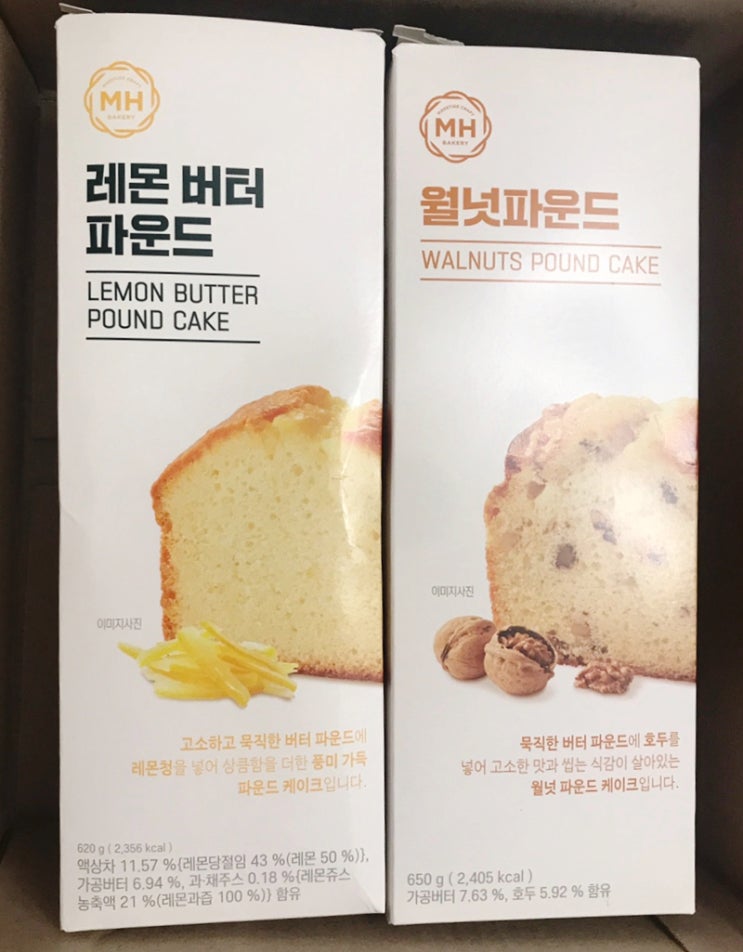 MH
BAKERY
레몬 버터
파운드
LEMON BUTTER
POUND CAKE
이미지사진
고소하고 묵직한 버터 파운드에
레몬청을 넣어 상큼함을 더한 풍미 가득
파운드 케이크입니다.
620 g ( 2,356 kcal )
액상차 11.57 %{레몬당절임 43 %(레몬 50 %)},
가공버터 6.94 %, 과·채주스 0.18 %{레몬쥬스
농축액 21 %(레몬과즙 100 %)} 함유
MH
BAKERY
월넛파운드
WALNUTS POUND CAKE
이미지사진
묵직한 버터 파운드에 호두를
넣어 고소한 맛과 씹는 식감이 살아있는
월넛 파운드 케이크입니다.
650 g ( 2,405 kcal )
가공버터 7.63 %, 호두 5.92 % 함유